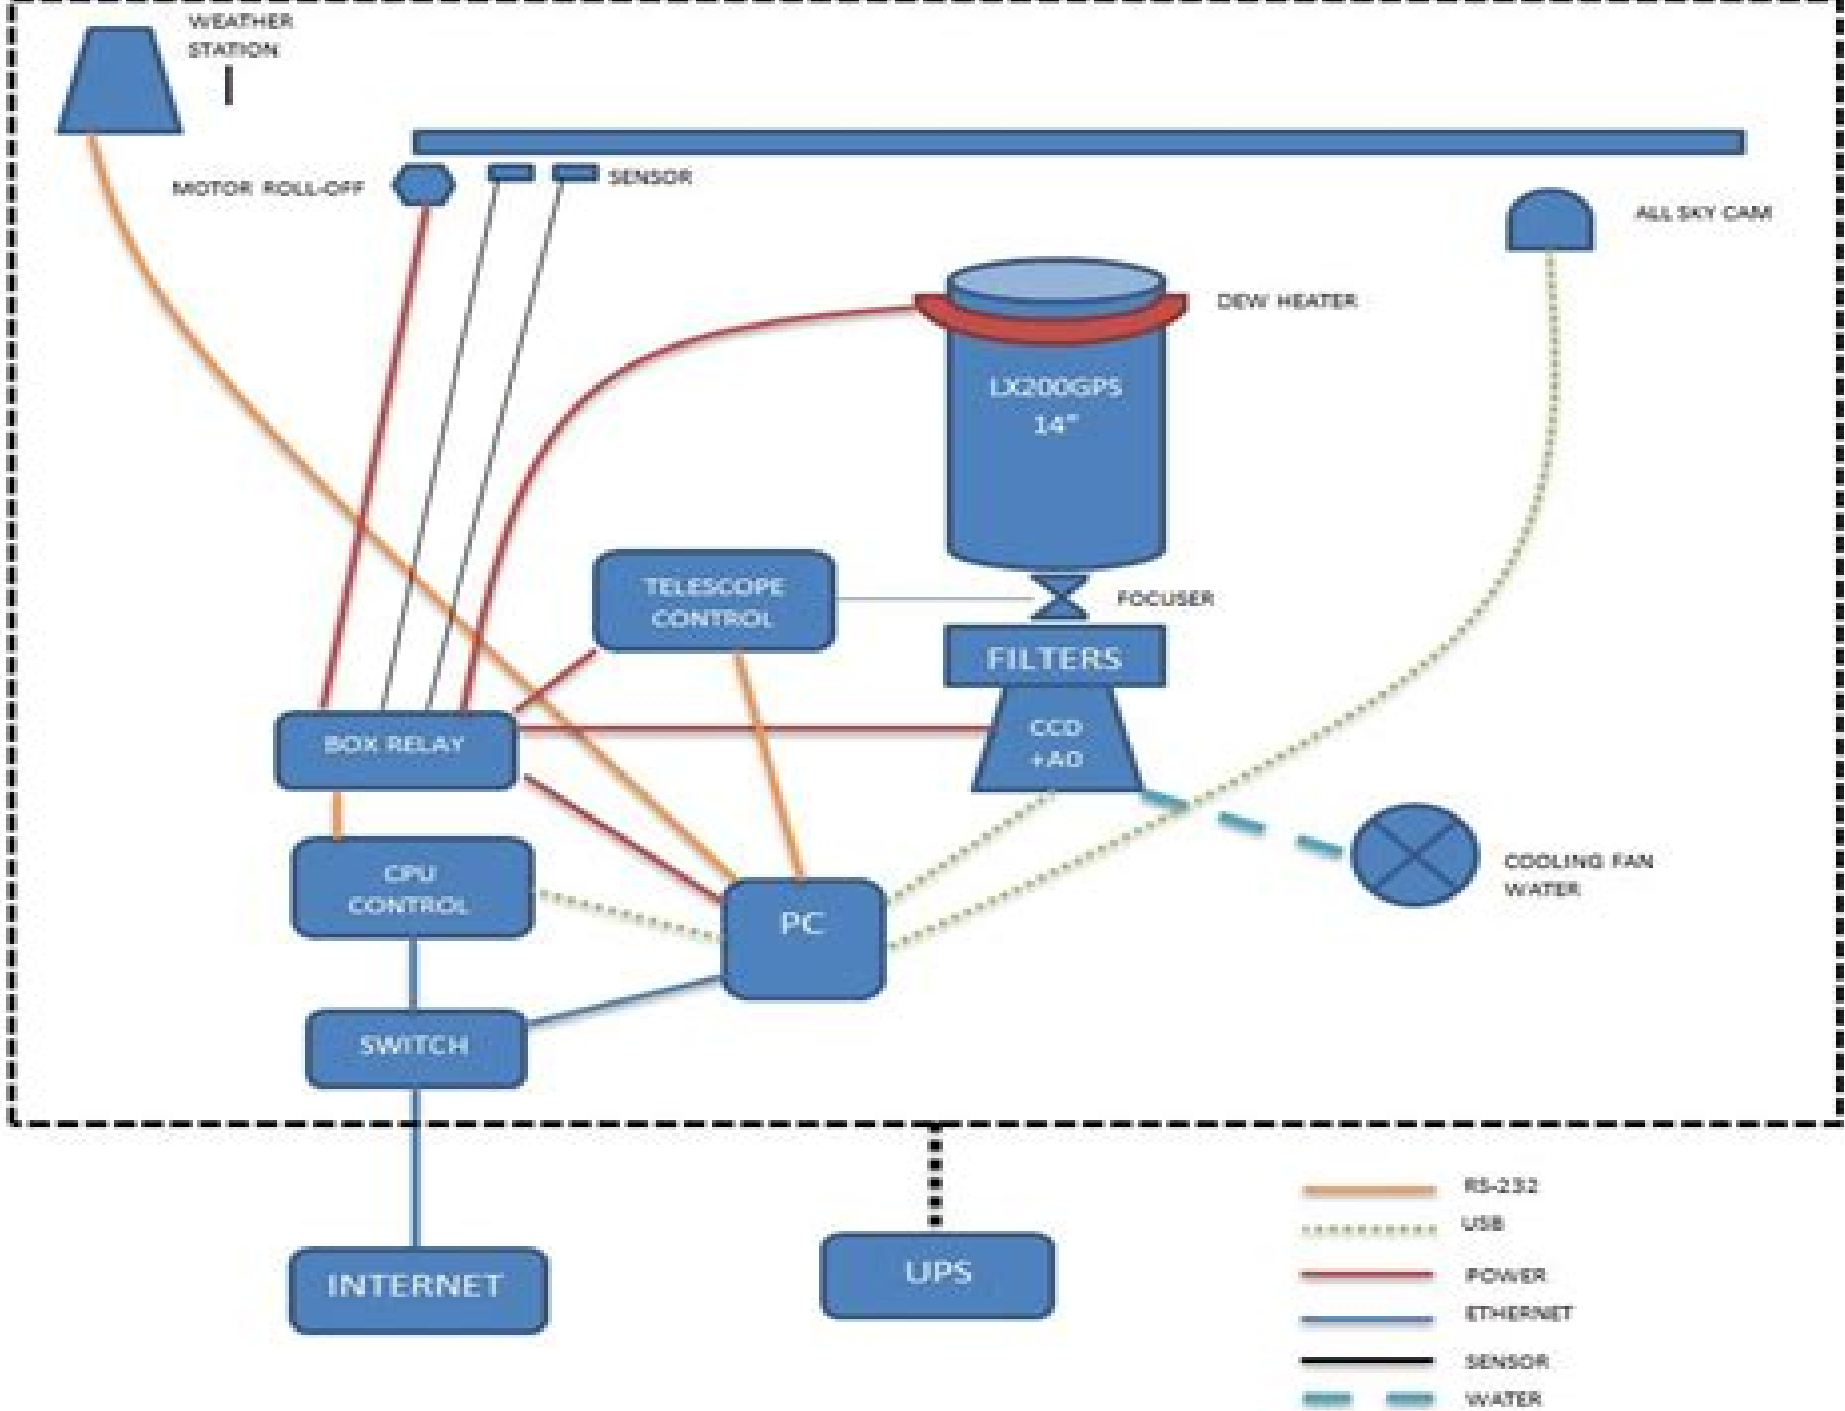 WEATHER
STATION
MOTOR ROLL-OFF
SENSOR
ALL SKY CAM
DEW HEATER
LX200GPS
14"
TELESCOPE
CONTROL
FOCUSER
FILTERS
BOX RELAY
CCD
+AO
CPU
CONTROL
PC
COOLING FAN
WATER
SWITCH
INTERNET
UPS
RS-232
USB
POWER
ETHERNET
SENSOR
WATER